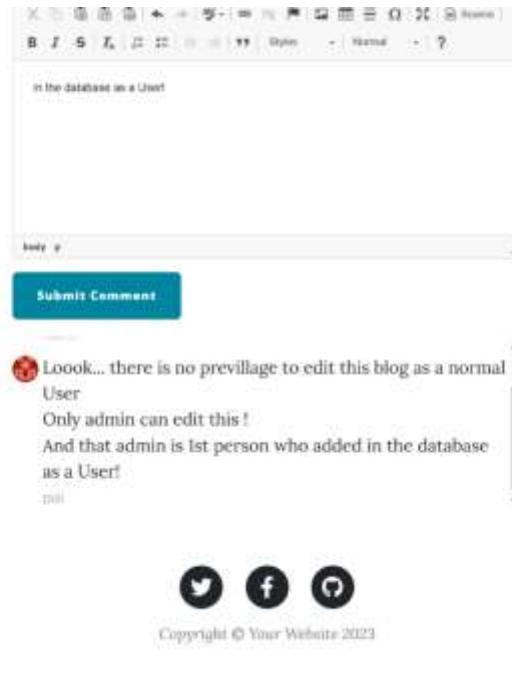 Source
B I S Ix
Styles Normal ?
in the database as a User!
body p
Submit Comment
Loook... there is no previllage to edit this blog as a normal
User
Only admin can edit this !
And that admin is 1st person who added in the database
as a User!
Copyright © Your Website 2023